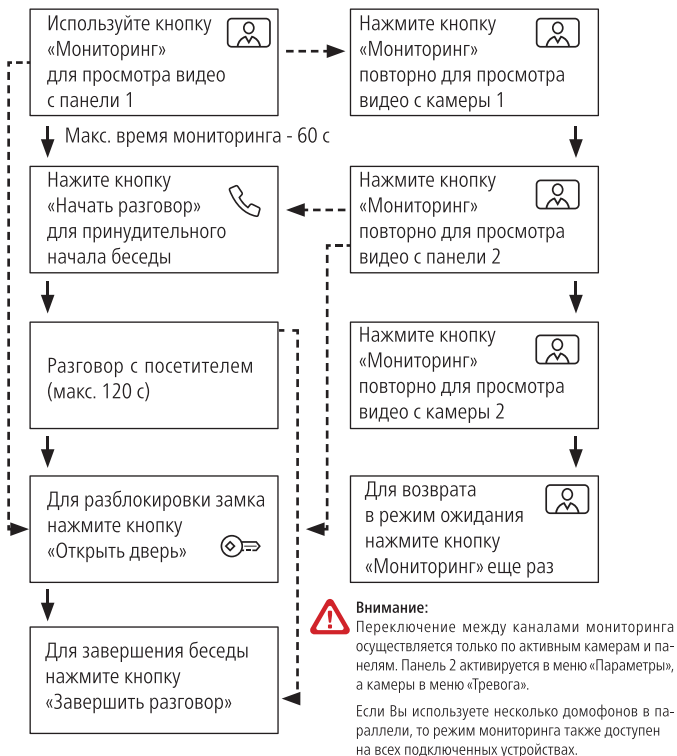 Используйте кнопку
«Мониторинг»
для просмотра видео
с панели 1
Нажмите кнопку
«Мониторинг»
повторно для просмотра
видео с камеры 1
Макс. время мониторинга - 60 с
Нажите кнопку
«Начать разговор»
для принудительного
начала беседы
Нажмите кнопку
«Мониторинг»
повторно для просмотра
видео с панели 2
Разговор с посетителем
(макс. 120 с)
Нажмите кнопку
«Мониторинг»
повторно для просмотра
видео с камеры 2
Для разблокировки замка
нажмите кнопку
«Открыть дверь»
Для возврата
в режим ожидания
нажмите кнопку
«Мониторинг» еще раз
Для завершения беседы
нажмите кнопку
«Завершить разговор»
Внимание:
Переключение между каналами мониторинга
осуществляется только по активным камерам и па-
нелям. Панель 2 активируется в меню «Параметры»,
а камеры в меню «Тревога».
Если Вы используете несколько домофонов в па-
раллели, то режим мониторинга также доступен
на всех подключенных устройствах.